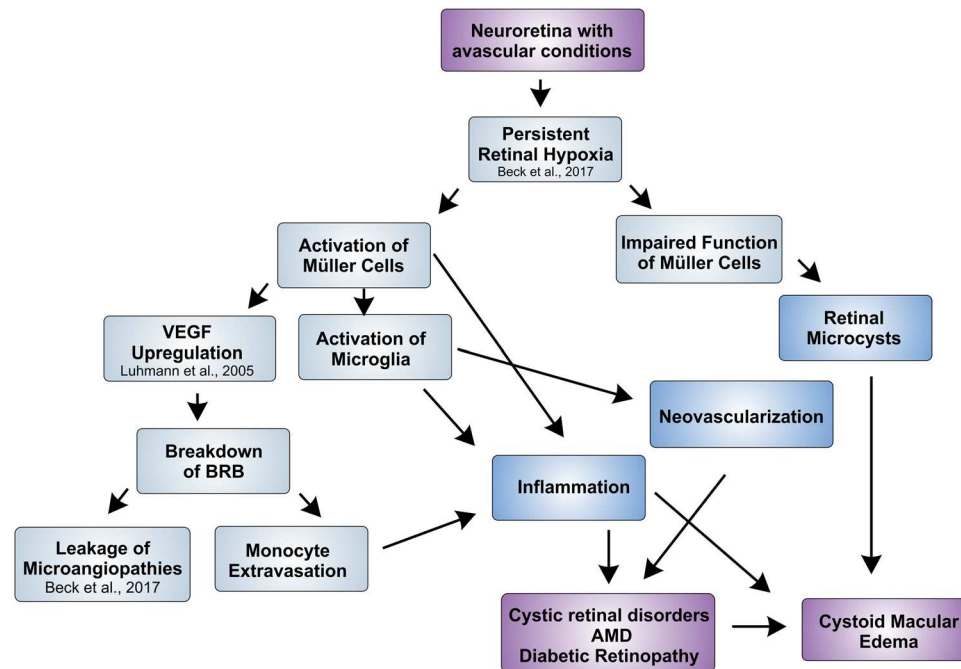 Neuroretina with
avascular conditions
Persistent
Retinal Hypoxia
Beck et al., 2017
Activation of
Müller Cells
Impaired Function
of Müller Cells
VEGF
Upregulation
Luhmann et al., 2005
Activation of
Microglia
Retinal
Microcysts
Neovascularization
Breakdown
of BRB
Inflammation
Leakage of
Microangiopathies
Beck et al., 2017
Monocyte
Extravasation
Cystic retinal disorders
AMD
Diabetic Retinopathy
Cystoid Macular
Edema